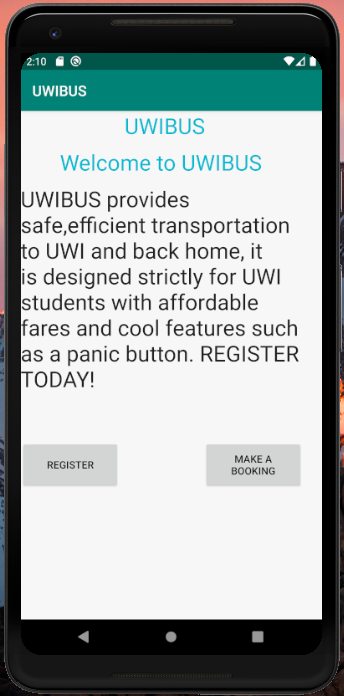 2:10
UWIBUS
UWIBUS
Welcome to UWIBUS
UWIBUS provides
safe,efficient transportation
to UWI and back home, it
is designed strictly for UWI
students with affordable
fares and cool features such
as a panic button. REGISTER
TODAY!
REGISTER
MAKE A
BOOKING